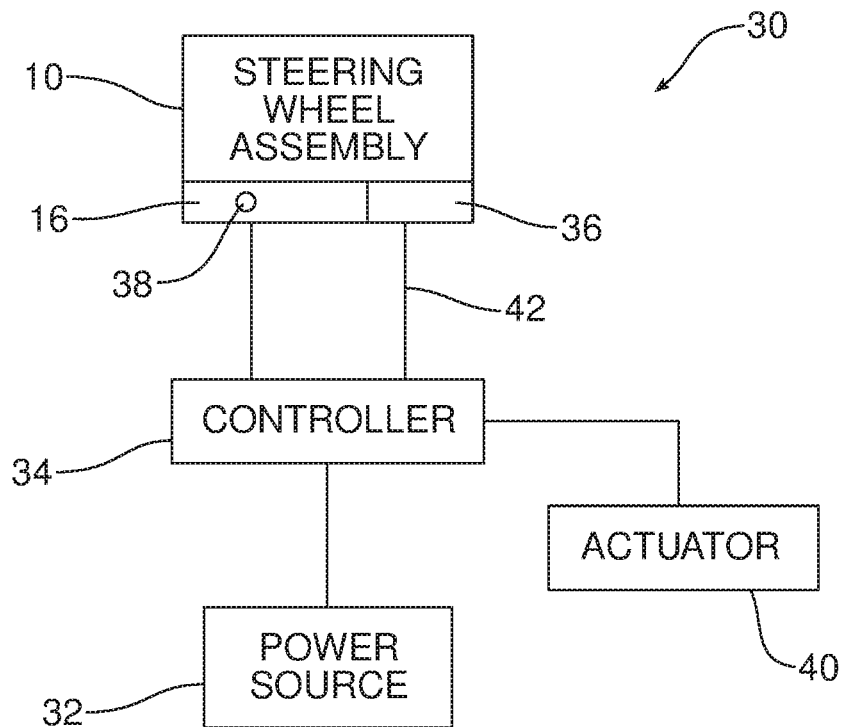 30
10
STEERING
WHEEL
ASSEMBLY
16
36
38
42
CONTROLLER
34
ACTUATOR
POWER
SOURCE
40
32